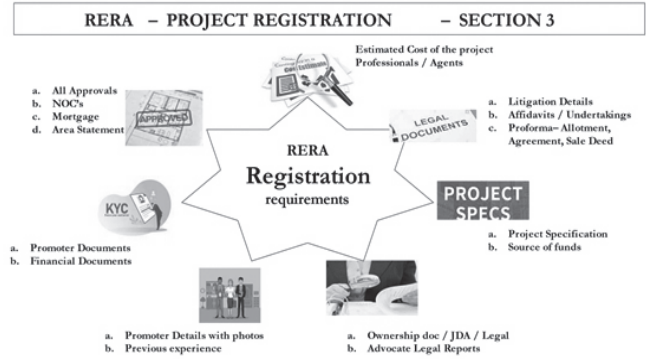 RERA – PROJECT REGISTRATION – SECTION 3
Estimated Cost of the project
Professionals / Agents
a. All Approvals
b. NOC's
c. Mortgage
d. Area Statement
APPROVED
LEGAL
DOCUMENTS
a. Litigation Details
b. Affidavits / Undertakings
c. Proforma– Allotment,
Agreement, Sale Deed
RERA
Registration
requirements
KYC
PROJECT
SPECS
a. Promoter Documents
b. Financial Documents
a. Project Specification
b. Source of funds
a. Promoter Details with photos
b. Previous experience
a. Ownership doc / JDA / Legal
b. Advocate Legal Reports